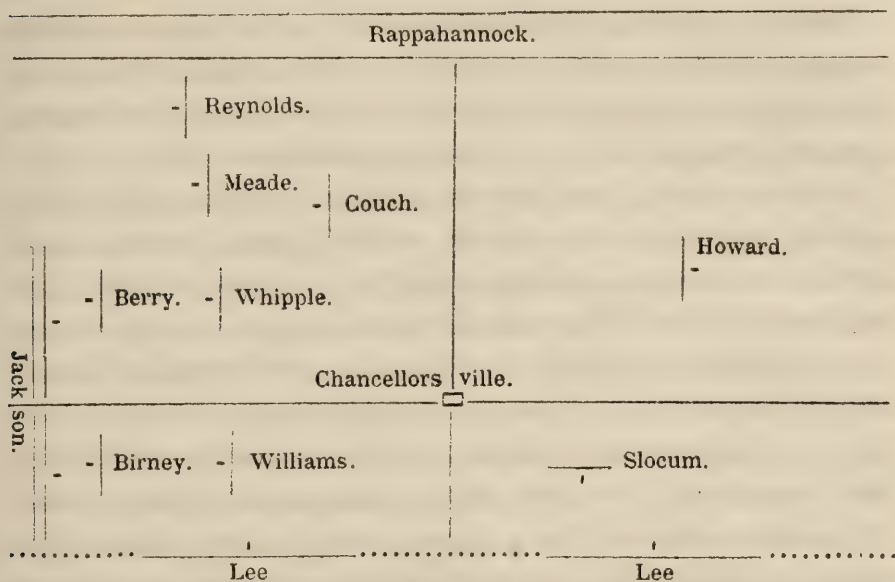 Rappahannock.
Reynolds.
Meade.
Couch.
Howard.
Berry. Whipple.
Jackson.
Chancellorsville.
Birney. Williams. Slocum.
Lee Lee